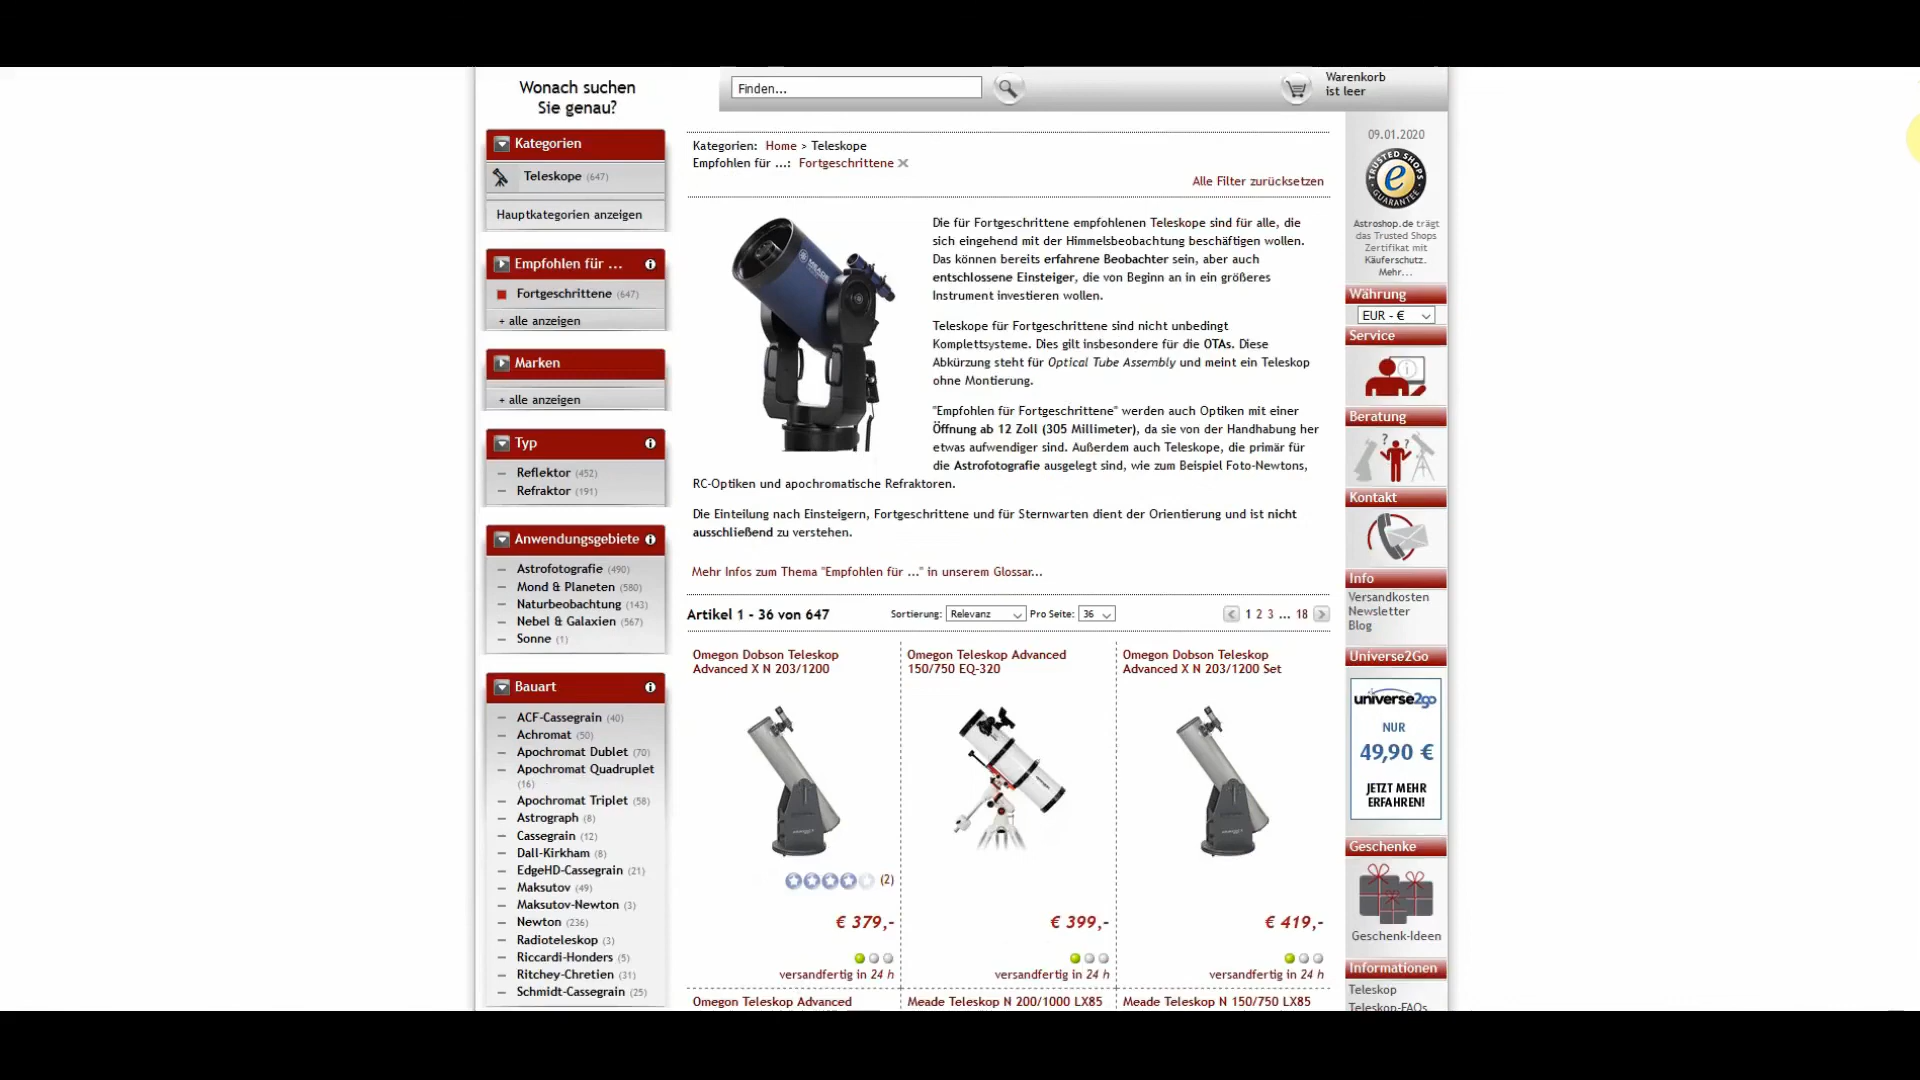 Wonach suchen
Sie genau?
Finden...
Warenkorb
ist leer
Kategorien
Teleskope (647)
Hauptkategorien anzeigen
Empfohlen für ...
Fortgeschrittene (647)
+ alle anzeigen
Marken
+ alle anzeigen
Typ
Reflektor (452)
Refraktor (191)
Anwendungsgebiete
Astrofotografie (490)
Mond & Planeten (580)
Naturbeobachtung (143)
Nebel & Galaxien (567)
Sonne (1)
Bauart
ACF-Cassegrain (40)
Achromat (50)
Apochromat Dublet (70)
Apochromat Quadruplet
(16)
Apochromat Triplet (58)
Astrograph (8)
Cassegrain (12)
Dall-Kirkham (8)
EdgeHD-Cassegrain (21)
Maksutov (49)
Maksutov-Newton (3)
Newton (236)
Radioteleskop (3)
Riccardi-Honders (5)
Ritchey-Chretien (31)
Schmidt-Cassegrain (25)
Kategorien: Home > Teleskope
Empfohlen für ...: Fortgeschrittene
Alle Filter zurücksetzen
MEADE
Die für Fortgeschrittene empfohlenen Teleskope sind für alle, die
sich eingehend mit der Himmelsbeobachtung beschäftigen wollen.
Das können bereits erfahrene Beobachter sein, aber auch
entschlossene Einsteiger, die von Beginn an in ein größeres
Instrument investieren wollen.
Teleskope für Fortgeschrittene sind nicht unbedingt
Komplettsysteme. Dies gilt insbesondere für die OTAs. Diese
Abkürzung steht für Optical Tube Assembly und meint ein Teleskop
ohne Montierung.
"Empfohlen für Fortgeschrittene" werden auch Optiken mit einer
Öffnung ab 12 Zoll (305 Millimeter), da sie von der Handhabung her
etwas aufwendiger sind. Außerdem auch Teleskope, die primär für
die Astrofotografie ausgelegt sind, wie zum Beispiel Foto-Newtons,
RC-Optiken und apochromatische Refraktoren.
Die Einteilung nach Einsteigern, Fortgeschrittene und für Sternwarten dient der Orientierung und ist nicht
ausschließend zu verstehen.
Mehr Infos zum Thema "Empfohlen für ..." in unserem Glossar...
Artikel 1 - 36 von 647
Sortierung: Relevanz Pro Seite: 36
1 2 3 ... 18
Omegon Dobson Teleskop
Advanced X N 203/1200
(2)
€ 379,-
versandfertig in 24 h
Omegon Teleskop Advanced
150/750 EQ-320
€ 399,-
versandfertig in 24 h
Omegon Dobson Teleskop
Advanced X N 203/1200 Set
€ 419,-
versandfertig in 24 h
Omegon Teleskop Advanced
Meade Teleskop N 200/1000 LX85
Meade Teleskop N 150/750 LX85
09.01.2020
TRUSTED SHOPS
e
GUARANTEE
Astroshop.de trägt
das Trusted Shops
Zertifikat mit
Käuferschutz.
Mehr...
Währung
EUR - €
Service
Beratung
Kontakt
Info
Versandkosten
Newsletter
Blog
Universe2Go
universe2go
NUR
49,90 €
JETZT MEHR
ERFAHREN!
Geschenke
Geschenk-Ideen
Informationen
Teleskop
Teleskop-FAQs